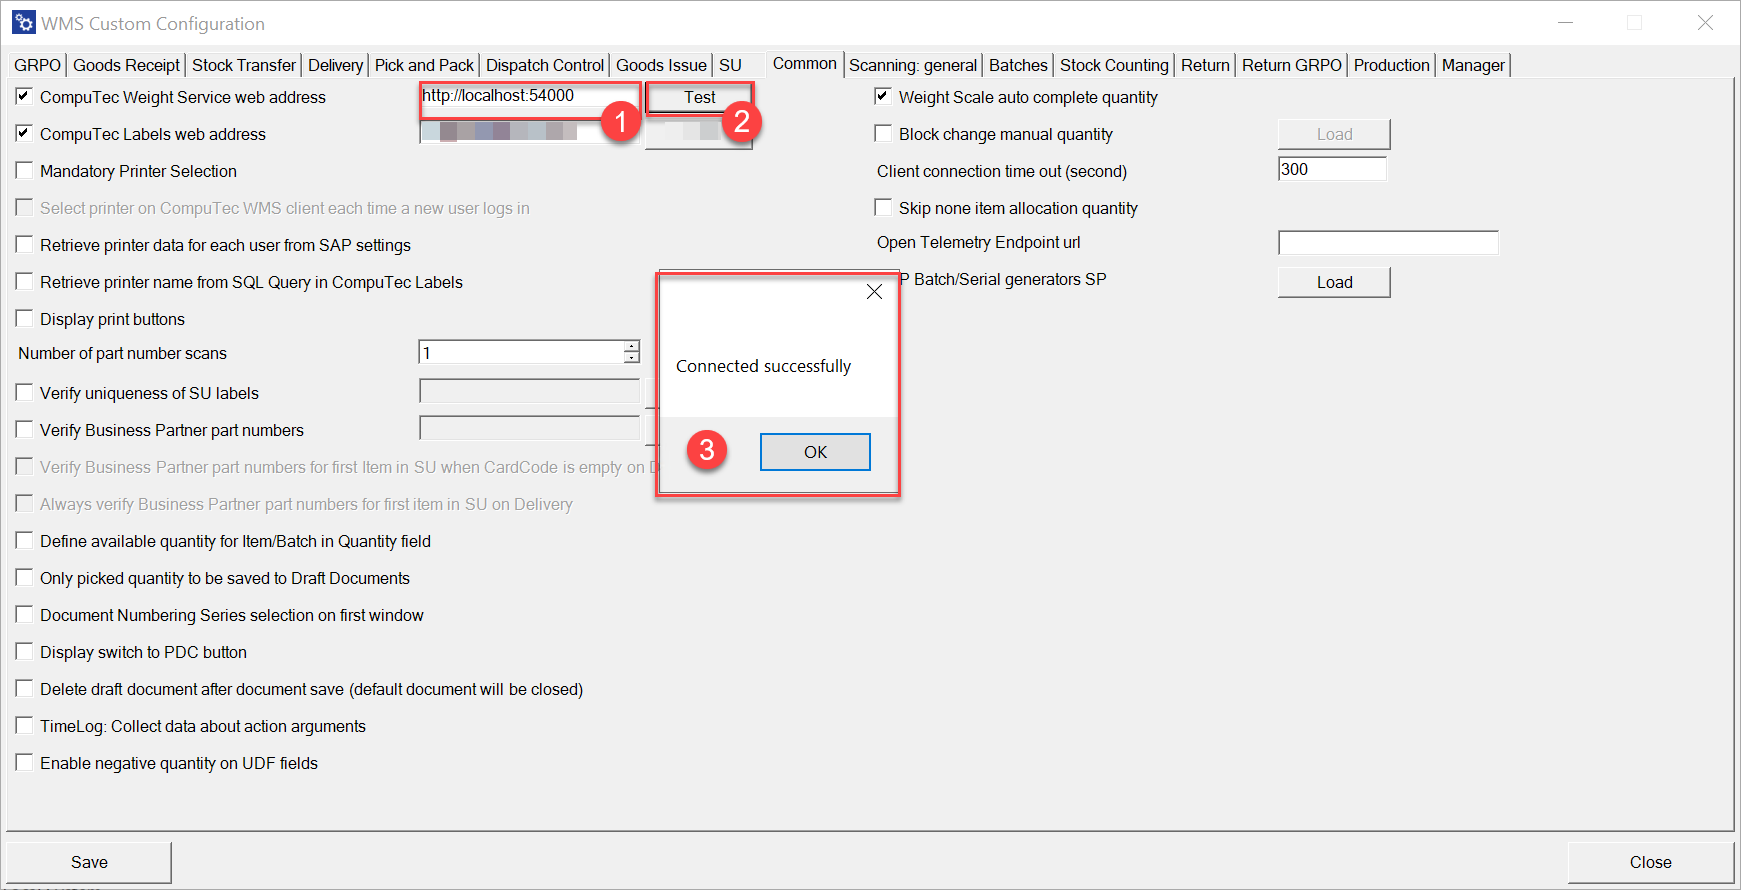 WMS Custom Configuration
GRPO Goods Receipt Stock Transfer Delivery Pick and Pack Dispatch Control Goods Issue SU Common Scanning: general Batches Stock Counting Return Return GRPO Production Manager
CompuTec Weight Service web address http://localhost:54000 Test Weight Scale auto complete quantity
1 2
CompuTec Labels web address Block change manual quantity Load
Mandatory Printer Selection Client connection time out (second) 300
Select printer on CompuTec WMS client each time a new user logs in Skip none item allocation quantity
Retrieve printer data for each user from SAP settings Open Telemetry Endpoint url
Retrieve printer name from SQL Query in CompuTec Labels P Batch/Serial generators SP Load
Display print buttons
Number of part number scans 1
Connected successfully
Verify uniqueness of SU labels
Verify Business Partner part numbers
3 OK
Verify Business Partner part numbers for first Item in SU when CardCode is empty on D
Always verify Business Partner part numbers for first item in SU on Delivery
Define available quantity for Item/Batch in Quantity field
Only picked quantity to be saved to Draft Documents
Document Numbering Series selection on first window
Display switch to PDC button
Delete draft document after document save (default document will be closed)
TimeLog: Collect data about action arguments
Enable negative quantity on UDF fields
Save Close